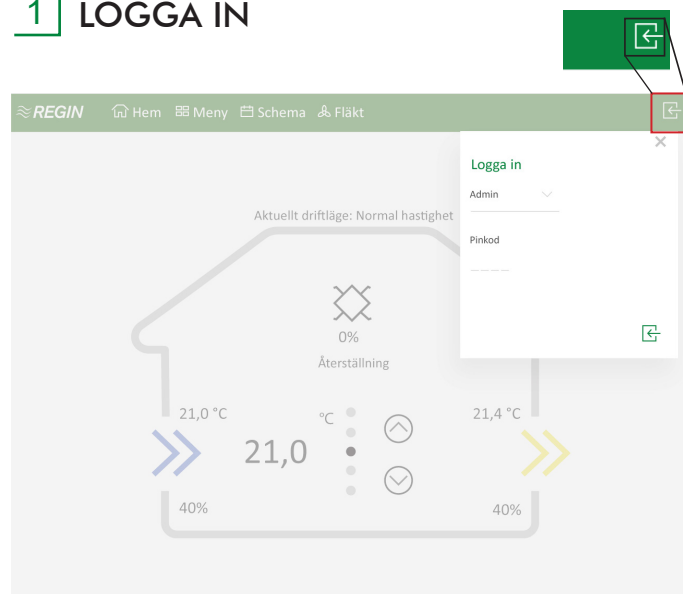 1 LOGGA IN
REGIN Hem Meny Schema Fläkt
Logga in
Admin
Pinkod
Aktuellt driftläge: Normal hastighet
0%
Återställning
21,0 °C
°C
21,4 °C
21,0
40%
40%